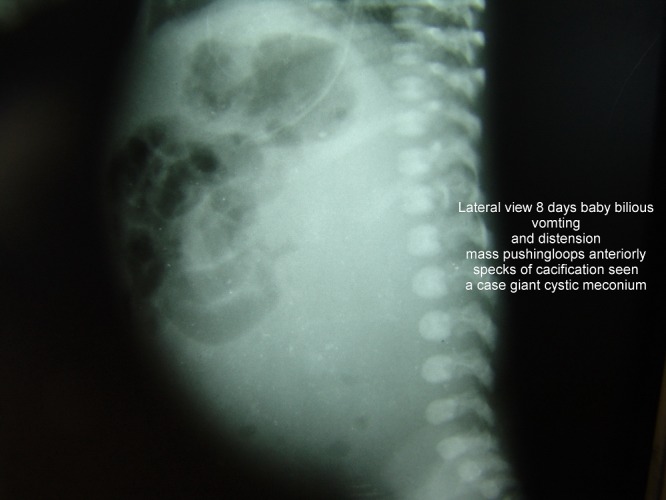 Lateral view 8 days baby bilious
vomting
and distension
mass pushingloops anteriorly
specks of cacification seen
a case giant cystic meconium